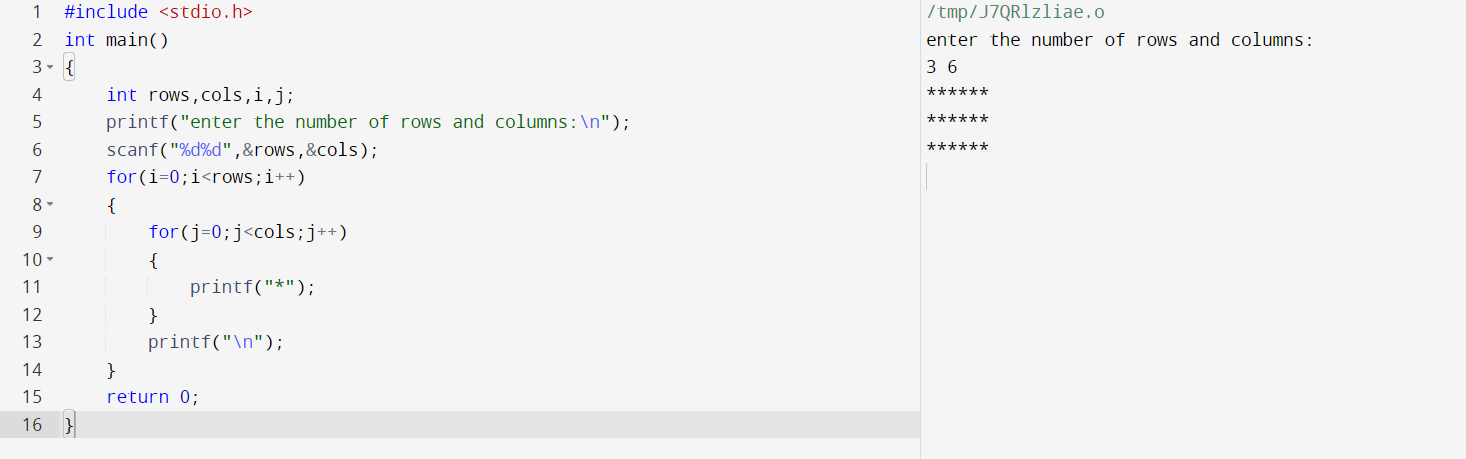 1 #include <stdio.h>
2 int main()
3 {
4     int rows,cols,i,j;
5     printf("enter the number of rows and columns:\n");
6     scanf("%d%d",&rows,&cols);
7     for(i=0;i<rows;i++)
8     {
9         for(j=0;j<cols;j++)
10         {
11             printf("*");
12         }
13         printf("\n");
14     }
15     return 0;
16 }
/tmp/J7QRlzliae.o
enter the number of rows and columns:
3 6
******
******
******